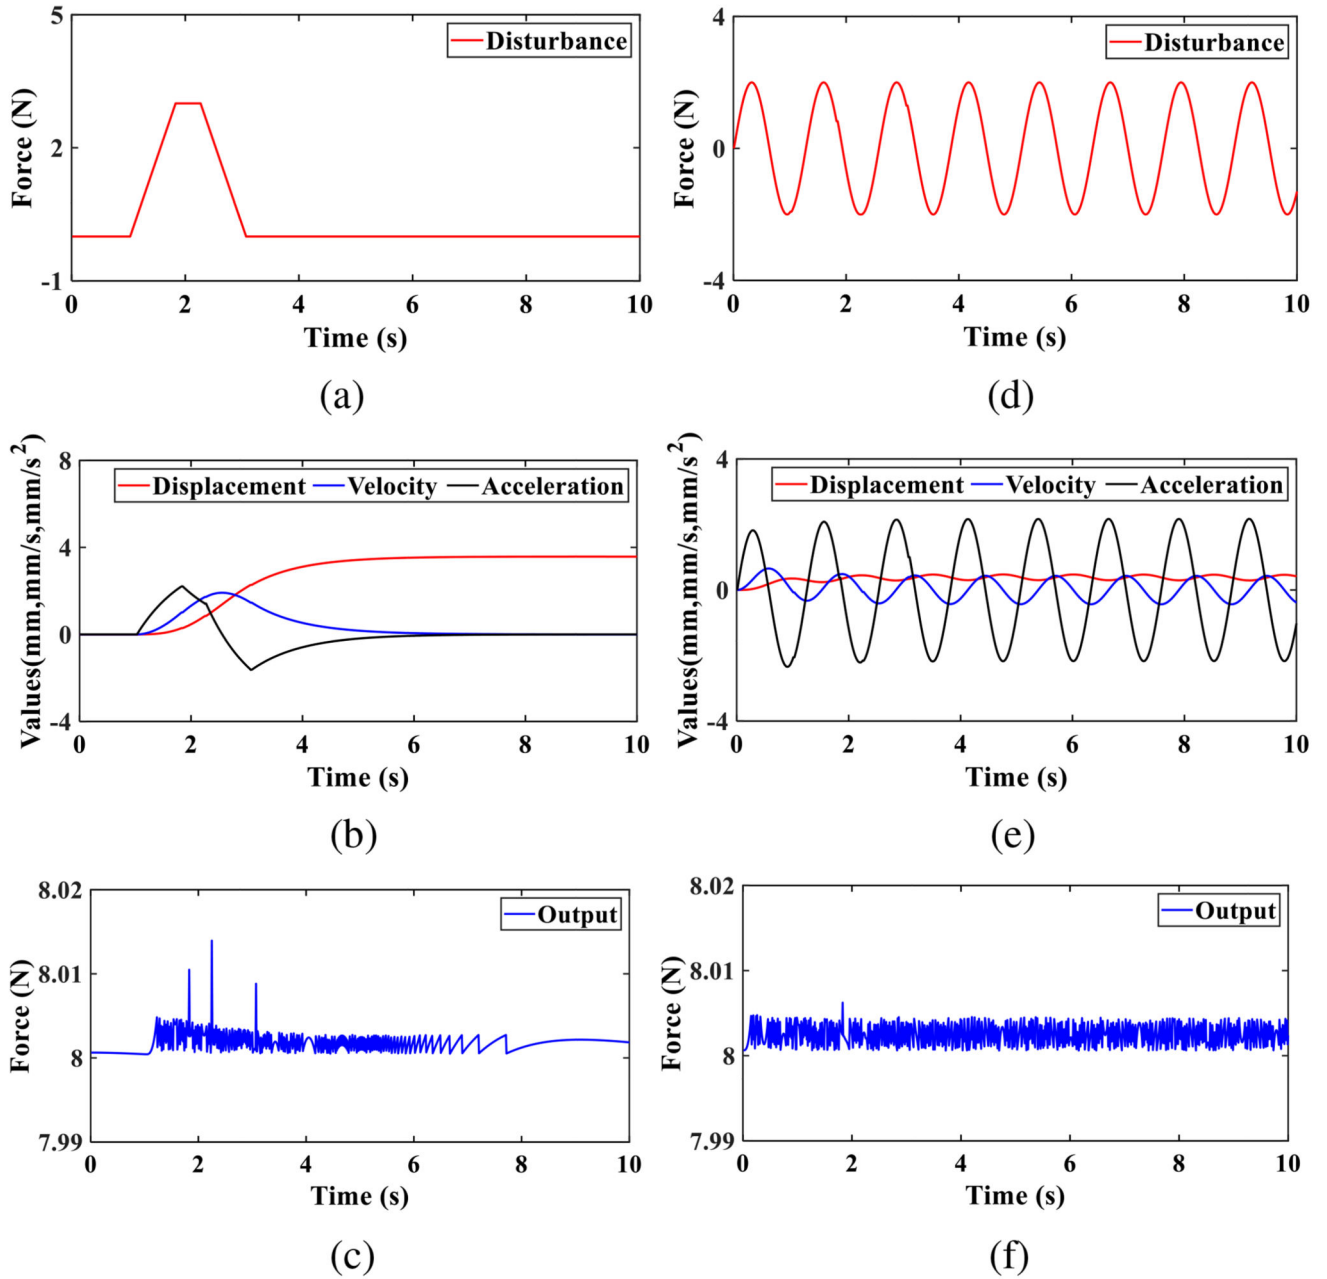 5
Disturbance
Force (N)
2
-1
0 2 4 6 8 10
Time (s)
(a)
4
Disturbance
Force (N)
0
-4
0 2 4 6 8 10
Time (s)
(d)
8
Displacement Velocity Acceleration
Values(mm,mm/s,mm/s²)
4
0
-4
0 2 4 6 8 10
Time (s)
(b)
4
Displacement Velocity Acceleration
Values(mm,mm/s,mm/s²)
0
-4
0 2 4 6 8 10
Time (s)
(e)
8.02
Output
Force (N)
8.01
8
7.99
0 2 4 6 8 10
Time (s)
(c)
8.02
Output
Force (N)
8.01
8
7.99
0 2 4 6 8 10
Time (s)
(f)